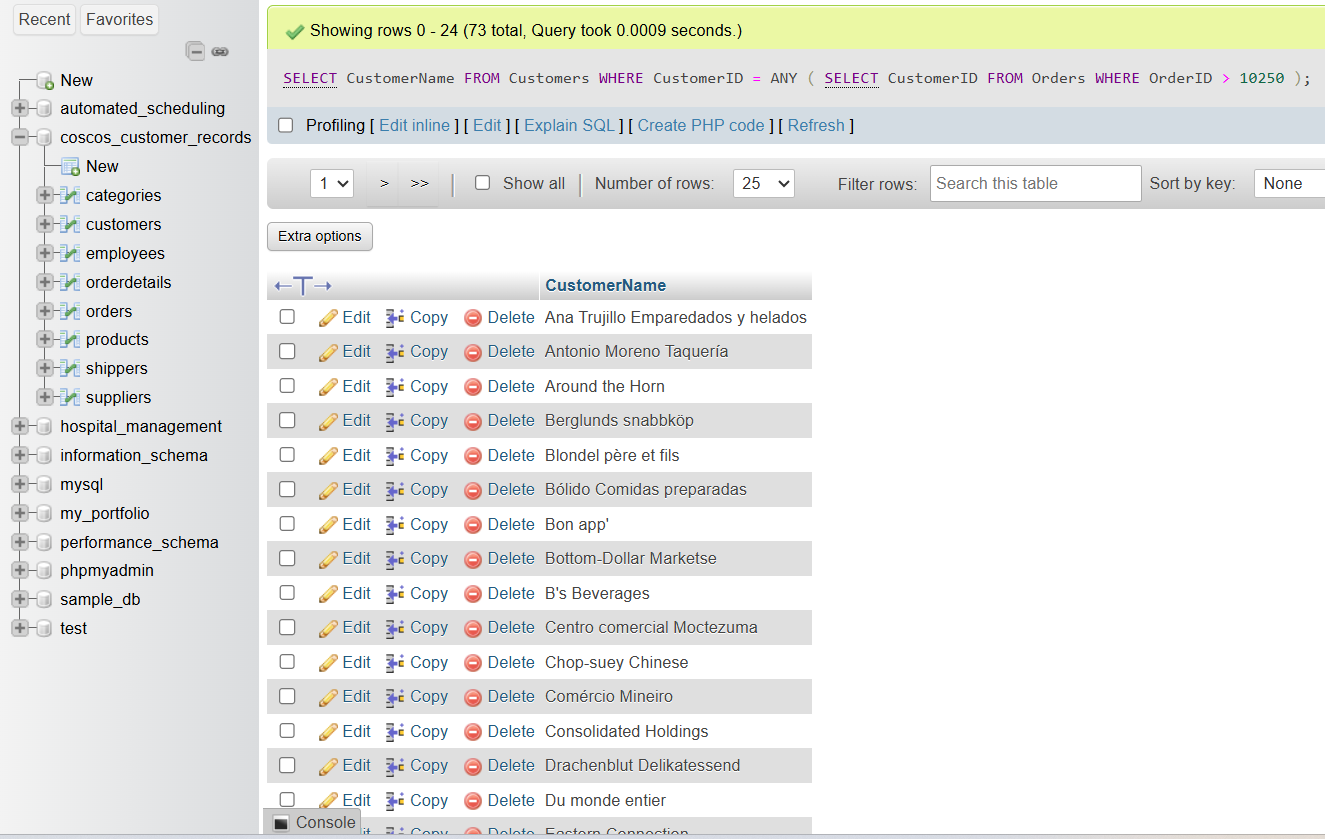 Recent Favorites
New
automated_scheduling
coscos_customer_records
New
categories
customers
employees
orderdetails
orders
products
shippers
suppliers
hospital_management
information_schema
mysql
my_portfolio
performance_schema
phpmyadmin
sample_db
test
Showing rows 0 - 24 (73 total, Query took 0.0009 seconds.)
SELECT CustomerName FROM Customers WHERE CustomerID = ANY ( SELECT CustomerID FROM Orders WHERE OrderID > 10250 );
Profiling [ Edit inline ] [ Edit ] [ Explain SQL ] [ Create PHP code ] [ Refresh ]
1 > >> | Show all | Number of rows: 25 Filter rows: Search this table Sort by key: None
Extra options
←T→ CustomerName
Edit Copy Delete Ana Trujillo Emparedados y helados
Edit Copy Delete Antonio Moreno Taquería
Edit Copy Delete Around the Horn
Edit Copy Delete Berglunds snabbköp
Edit Copy Delete Blondel père et fils
Edit Copy Delete Bólido Comidas preparadas
Edit Copy Delete Bon app'
Edit Copy Delete Bottom-Dollar Marketse
Edit Copy Delete B's Beverages
Edit Copy Delete Centro comercial Moctezuma
Edit Copy Delete Chop-suey Chinese
Edit Copy Delete Comércio Mineiro
Edit Copy Delete Consolidated Holdings
Edit Copy Delete Drachenblut Delikatessend
Edit Copy Delete Du monde entier
Console
Copy Delete Eastern Connection